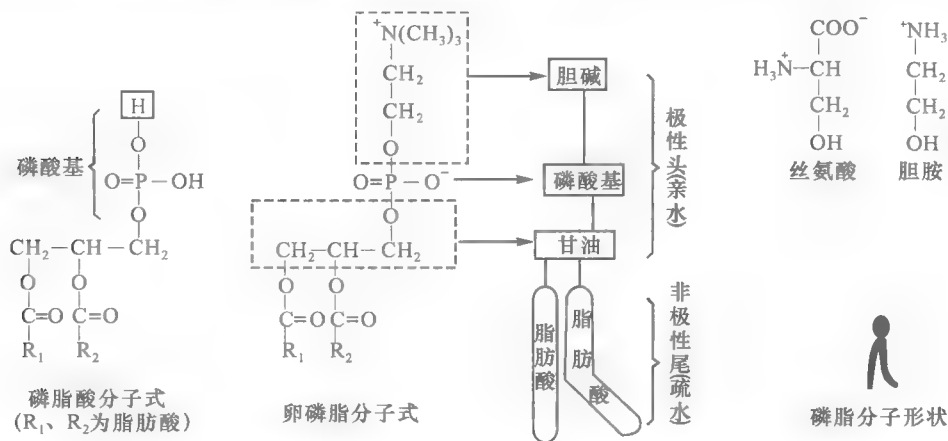 磷酸基
H
O
O=P-OH
O
CH₂-CH-CH₂
O
O
C=O
C=O
R₁
R₂
磷脂酸分子式
(R₁、R₂为脂肪酸)
⁺N(CH₃)₃
CH₂
CH₂
O
O=P-O⁻
O
CH₂-CH-CH₂
O
O
C=O
C=O
R₁
R₂
卵磷脂分子式
胆碱
磷酸基
甘油
脂肪酸
脂肪酸
极性头(亲水)
非极性尾(疏水)
COO⁻
H₃N⁺-CH
CH₂
OH
丝氨酸
⁺NH₃
CH₂
CH₂
OH
胆胺
磷脂分子形状